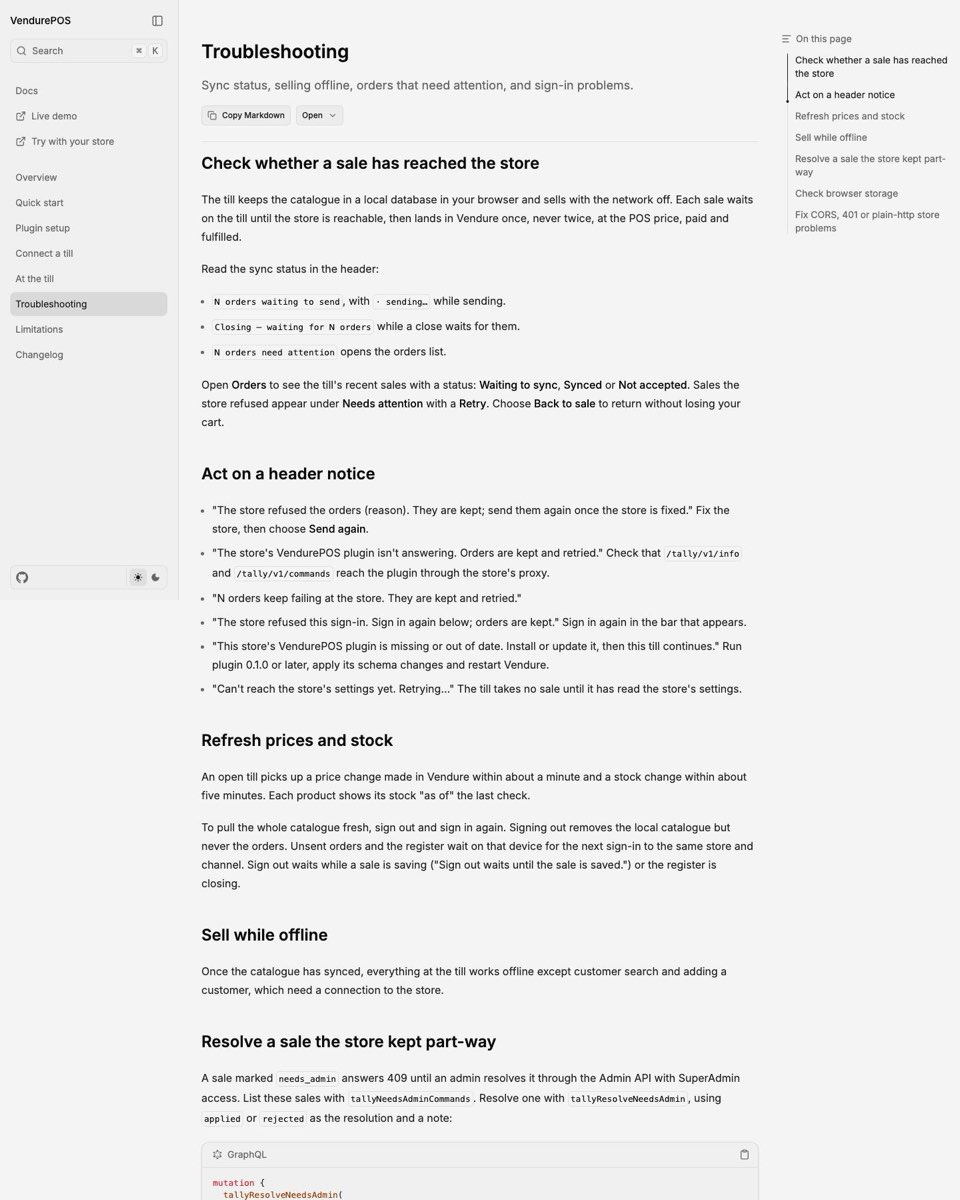 VendurePOS
Search
⌘ K
Docs
Live demo
Try with your store
Overview
Quick start
Plugin setup
Connect a till
At the till
Troubleshooting
Limitations
Changelog
Troubleshooting
Sync status, selling offline, orders that need attention, and sign-in problems.
Copy Markdown
Open
Check whether a sale has reached the store
The till keeps the catalogue in a local database in your browser and sells with the network off. Each sale waits
on the till until the store is reachable, then lands in Vendure once, never twice, at the POS price, paid and
fulfilled.
Read the sync status in the header:
• N orders waiting to send, with · sending… while sending.
• Closing — waiting for N orders while a close waits for them.
• N orders need attention opens the orders list.
Open Orders to see the till's recent sales with a status: Waiting to sync, Synced or Not accepted. Sales the
store refused appear under Needs attention with a Retry. Choose Back to sale to return without losing your
cart.
Act on a header notice
• "The store refused the orders (reason). They are kept; send them again once the store is fixed." Fix the
store, then choose Send again.
• "The store's VendurePOS plugin isn't answering. Orders are kept and retried." Check that /tally/v1/info
and /tally/v1/commands reach the plugin through the store's proxy.
• "N orders keep failing at the store. They are kept and retried."
• "The store refused this sign-in. Sign in again below; orders are kept." Sign in again in the bar that appears.
• "This store's VendurePOS plugin is missing or out of date. Install or update it, then this till continues." Run
plugin 0.1.0 or later, apply its schema changes and restart Vendure.
• "Can't reach the store's settings yet. Retrying…" The till takes no sale until it has read the store's settings.
Refresh prices and stock
An open till picks up a price change made in Vendure within about a minute and a stock change within about
five minutes. Each product shows its stock "as of" the last check.
To pull the whole catalogue fresh, sign out and sign in again. Signing out removes the local catalogue but
never the orders. Unsent orders and the register wait on that device for the next sign-in to the same store and
channel. Sign out waits while a sale is saving ("Sign out waits until the sale is saved.") or the register is
closing.
Sell while offline
Once the catalogue has synced, everything at the till works offline except customer search and adding a
customer, which need a connection to the store.
Resolve a sale the store kept part-way
A sale marked needs_admin answers 409 until an admin resolves it through the Admin API with SuperAdmin
access. List these sales with tallyNeedsAdminCommands. Resolve one with tallyResolveNeedsAdmin, using
applied or rejected as the resolution and a note:
GraphQL
mutation {
tallyResolveNeedsAdmin(
On this page
Check whether a sale has reached
the store
Act on a header notice
Refresh prices and stock
Sell while offline
Resolve a sale the store kept part-
way
Check browser storage
Fix CORS, 401 or plain-http store
problems